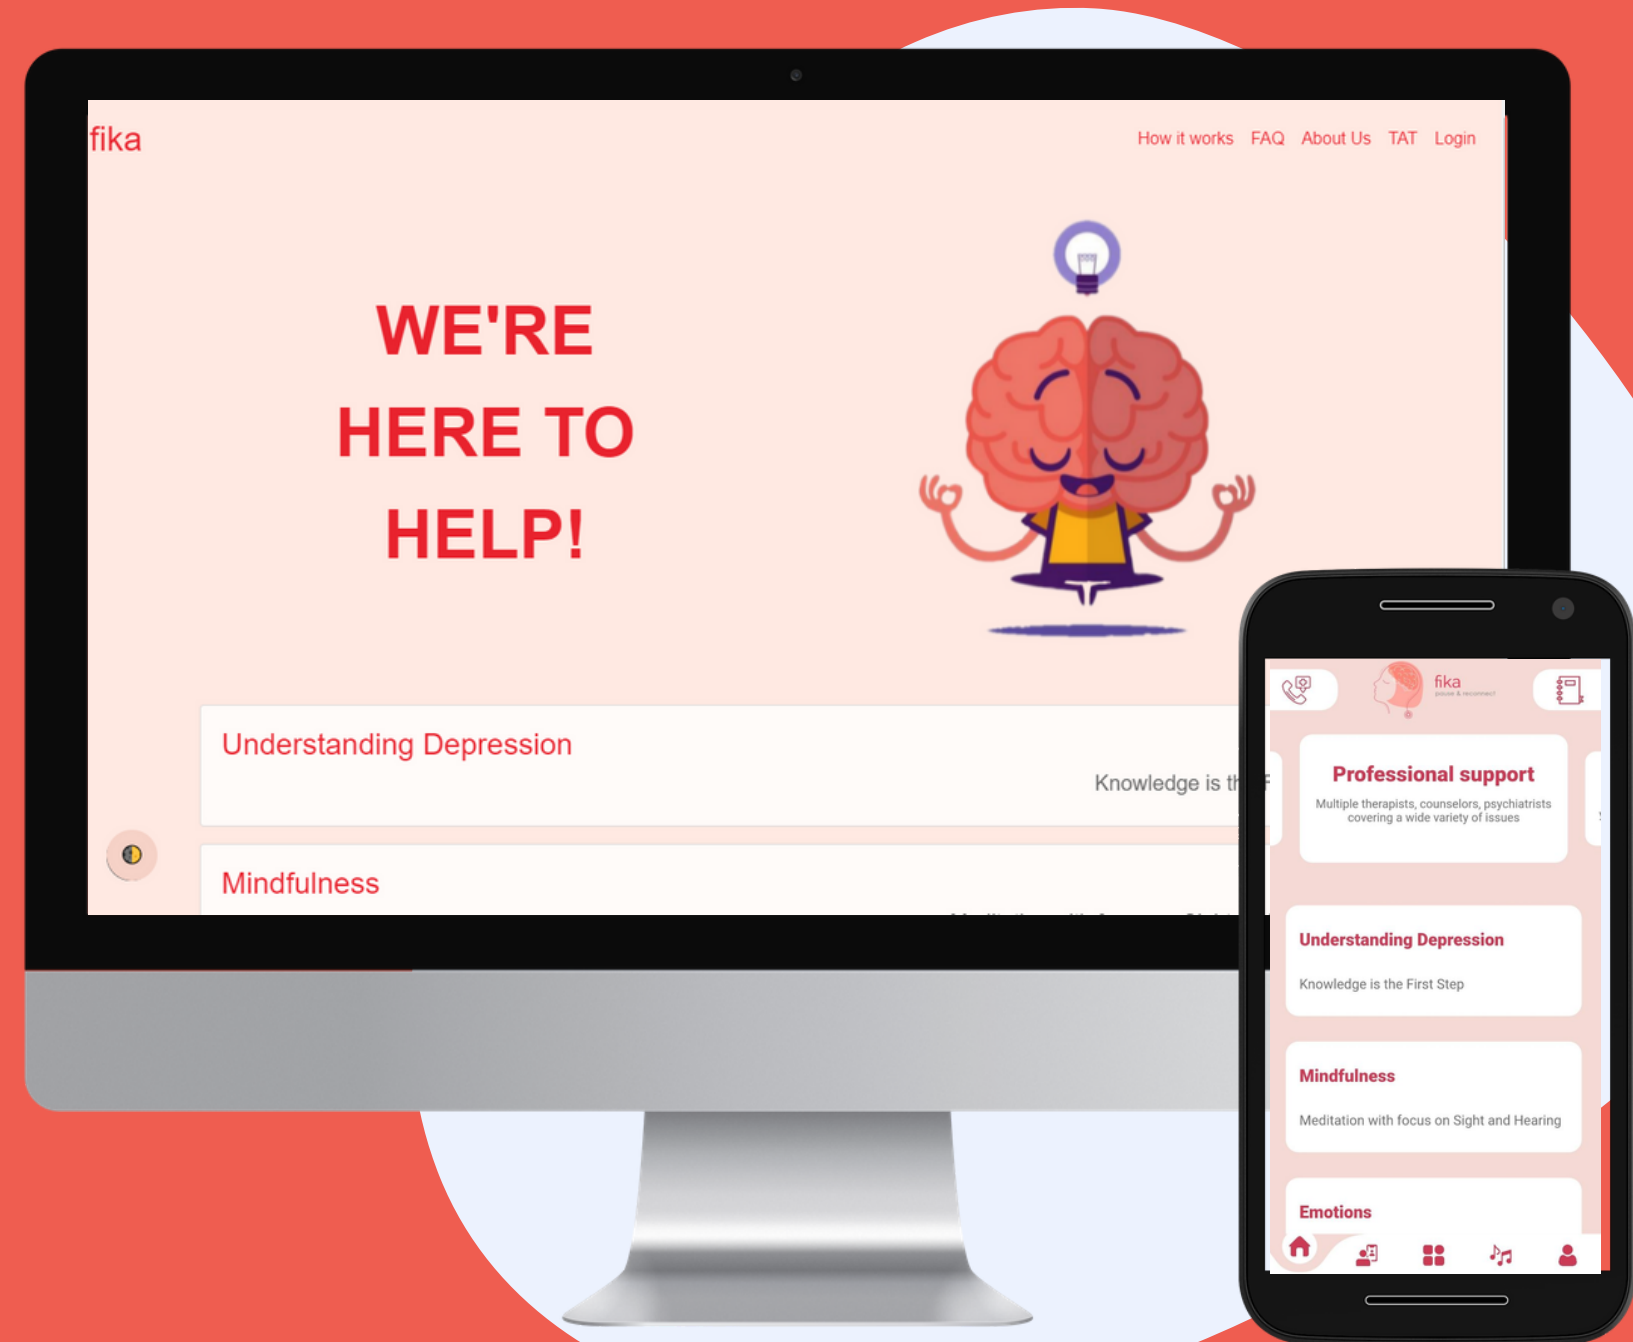 fika
How it works FAQ About Us TAT Login
WE'RE
HERE TO
HELP!
Understanding Depression
Knowledge is
Mindfulness
fika
pause & reconnect
Professional support
Multiple therapists, counselors, psychiatrists
covering a wide variety of issues
Understanding Depression
Knowledge is the First Step
Mindfulness
Meditation with focus on Sight and Hearing
Emotions